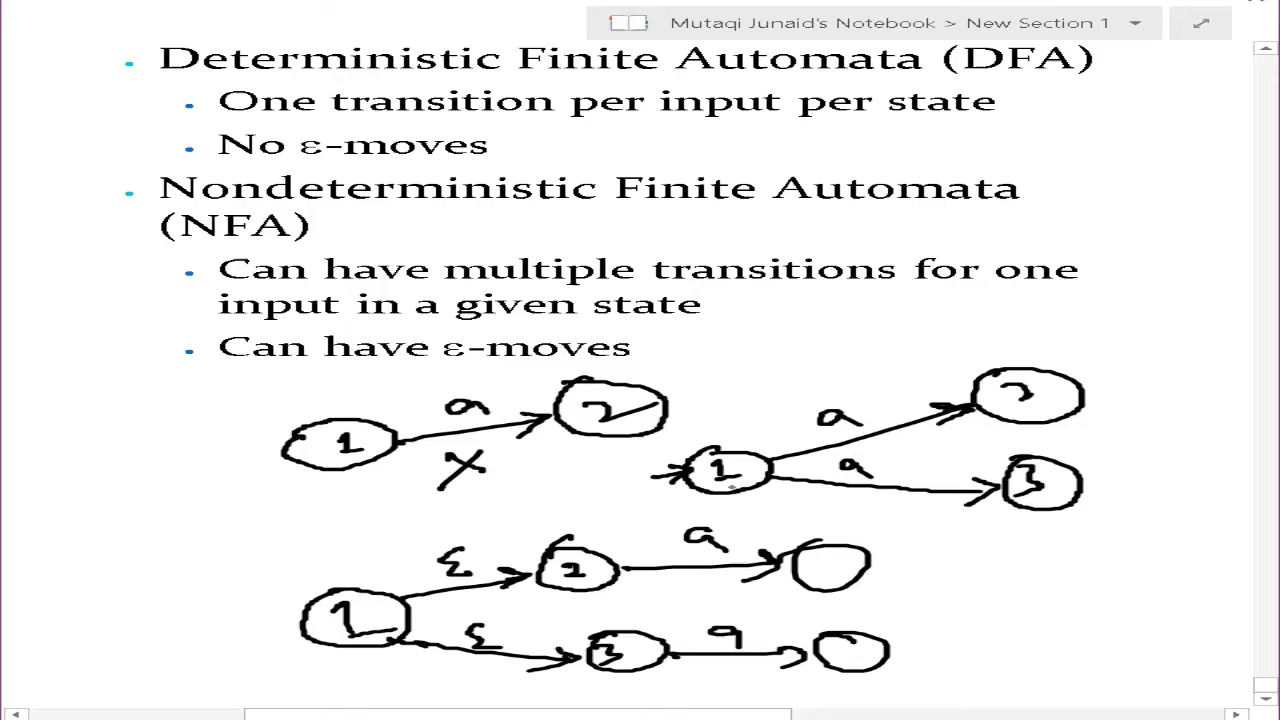 Mutaqi Junaid's Notebook > New Section 1
Deterministic Finite Automata (DFA)
One transition per input per state
No ε-moves
Nondeterministic Finite Automata
(NFA)
Can have multiple transitions for one
input in a given state
Can have ε-moves
1 a 2
X
1 a 2
a 3
1 ε 2 a
ε 3 a